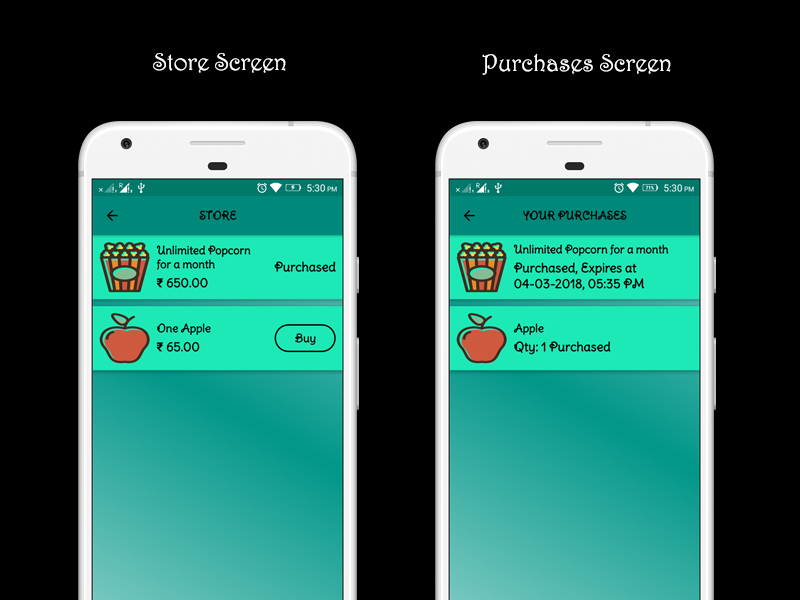 Store Screen
Purchases Screen
R 5:30 PM
STORE
Unlimited Popcorn
for a month
₹ 650.00
Purchased
One Apple
₹ 65.00
Buy
R 71% 5:30 PM
YOUR PURCHASES
Unlimited Popcorn for a month
Purchased, Expires at
04-03-2018, 05:35 PM
Apple
Qty: 1 Purchased